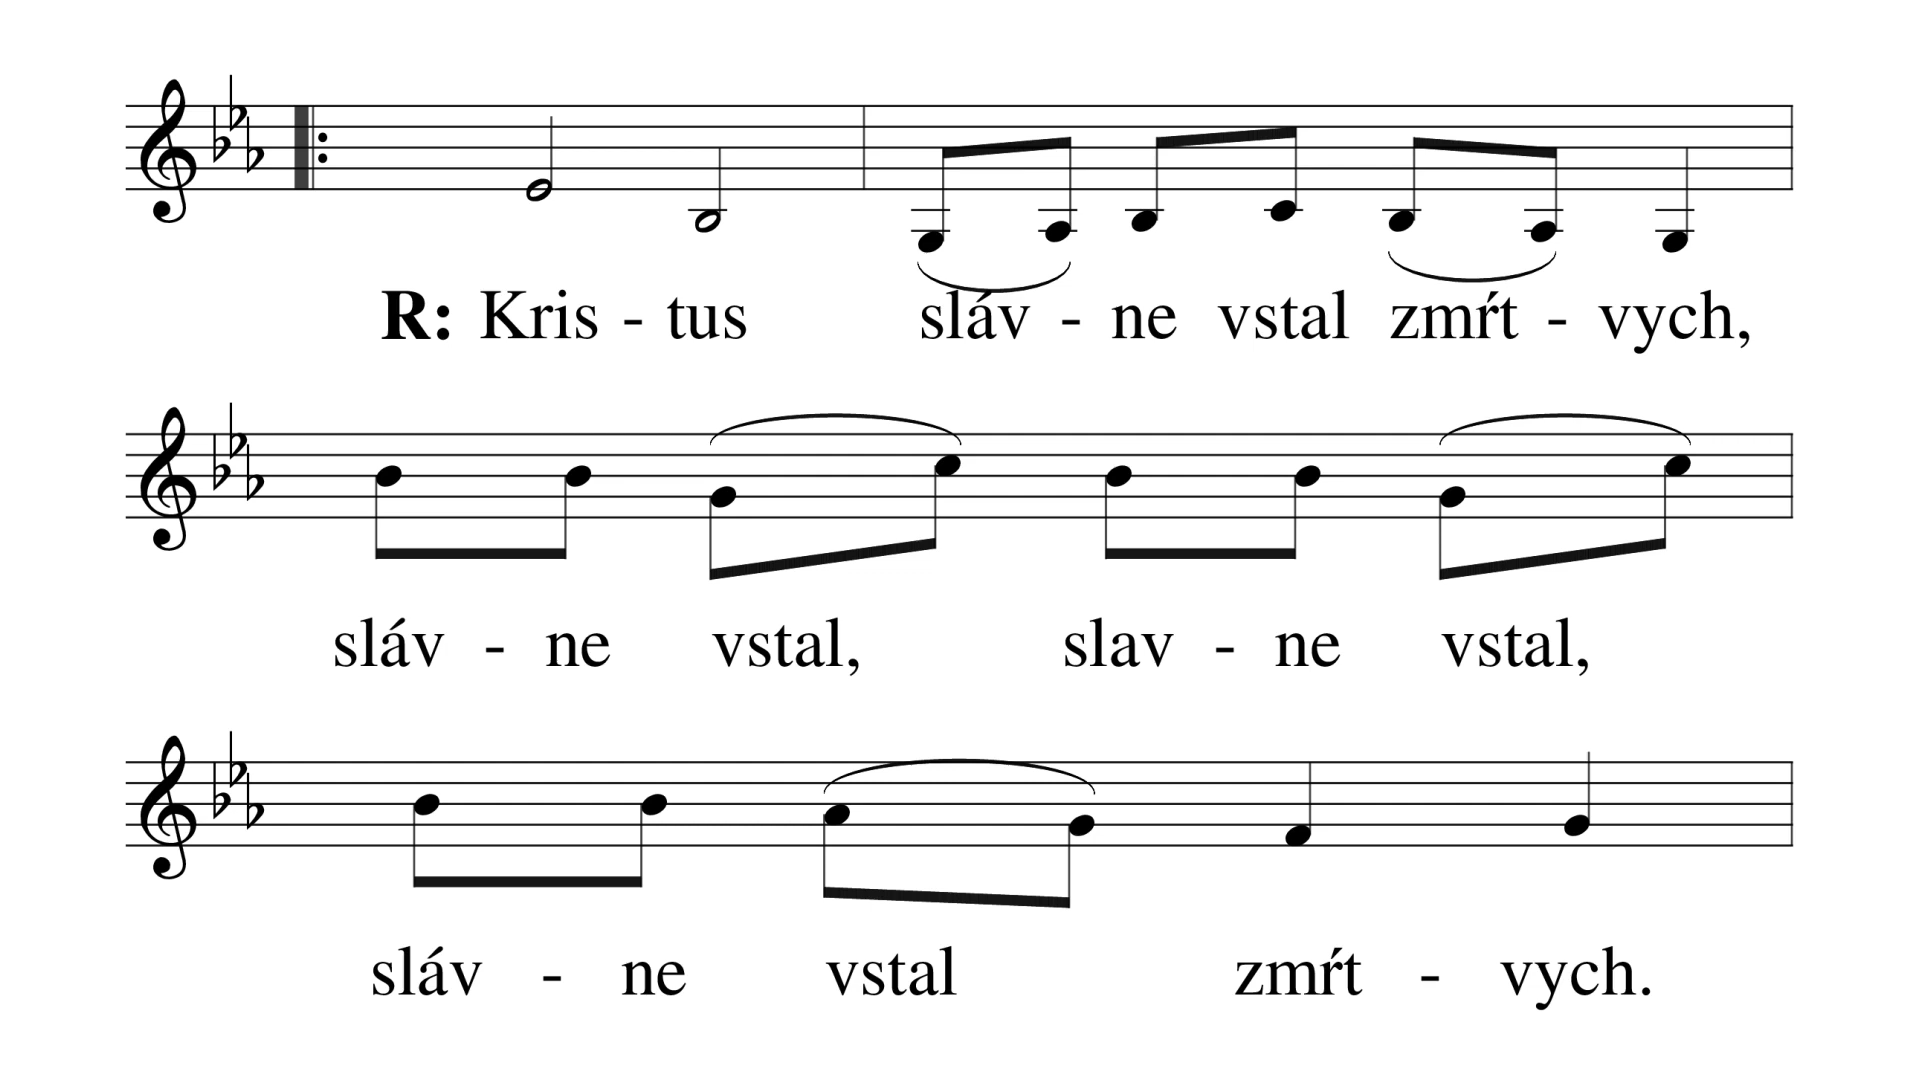 R: Kris - tus sláv - ne vstal zmŕt - vych,
sláv - ne vstal, slav - ne vstal,
sláv - ne vstal zmŕt - vych.